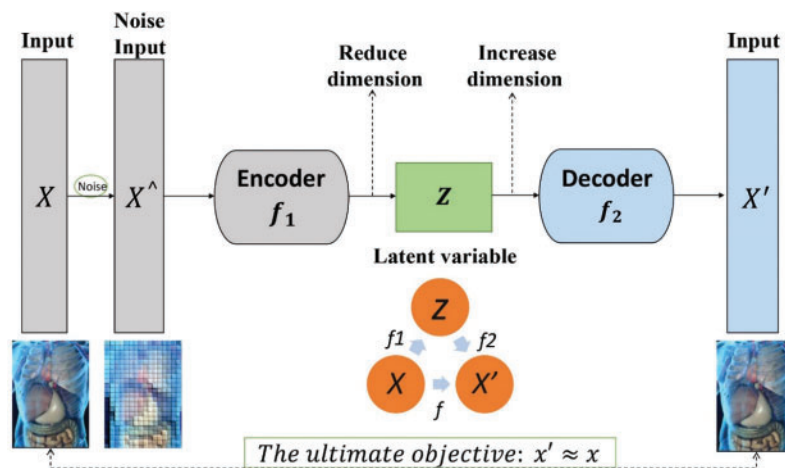 Input
Noise
Input
Reduce
dimension
Increase
dimension
Input
X
Noise
X^
Encoder
f₁
Z
Decoder
f₂
X′
Latent variable
Z
f1
f2
X
X′
f
The ultimate objective: x′ ≈ x